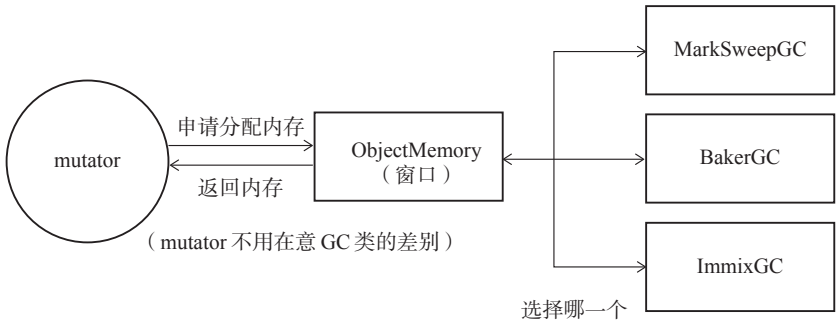 MarkSweepGC
申请分配内存
mutator
ObjectMemory
（窗口）
BakerGC
返回内存
（mutator 不用在意 GC 类的差别）
ImmixGC
选择哪一个